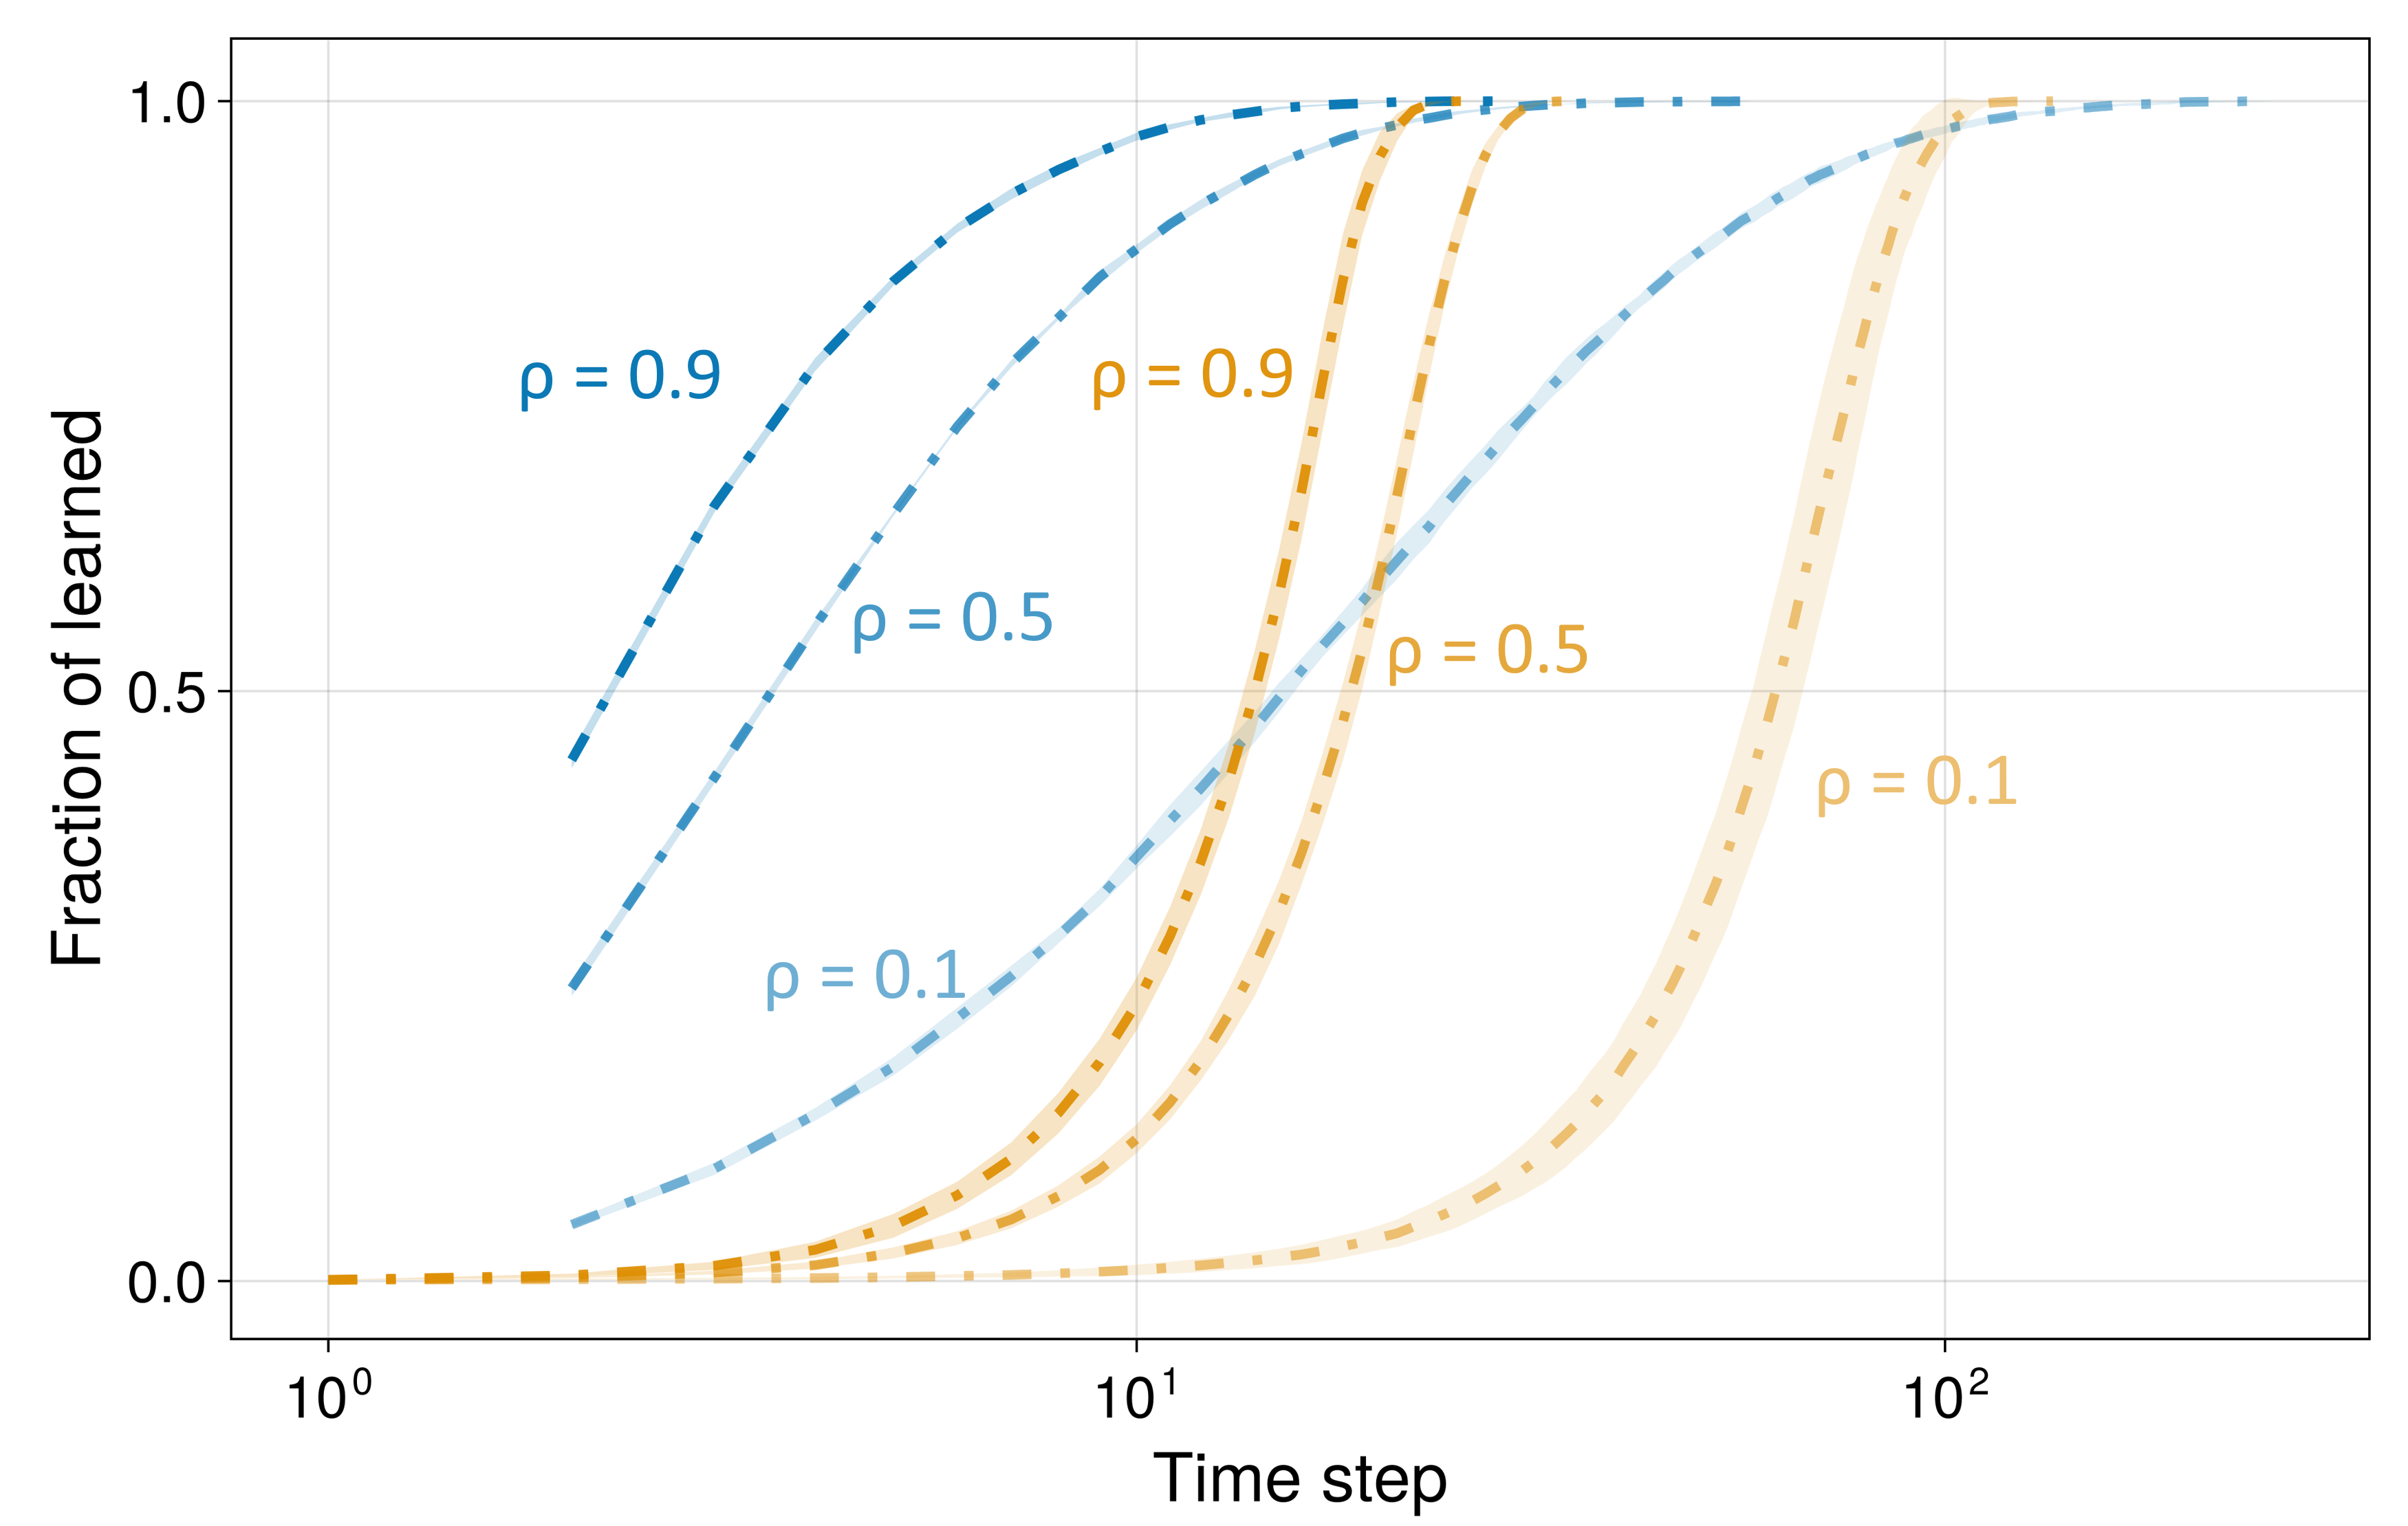 1.0
ρ = 0.9
ρ = 0.9
ρ = 0.5
ρ = 0.5
0.5
ρ = 0.1
ρ = 0.1
0.0
Fraction of learned
10⁰
10¹
10²
Time step